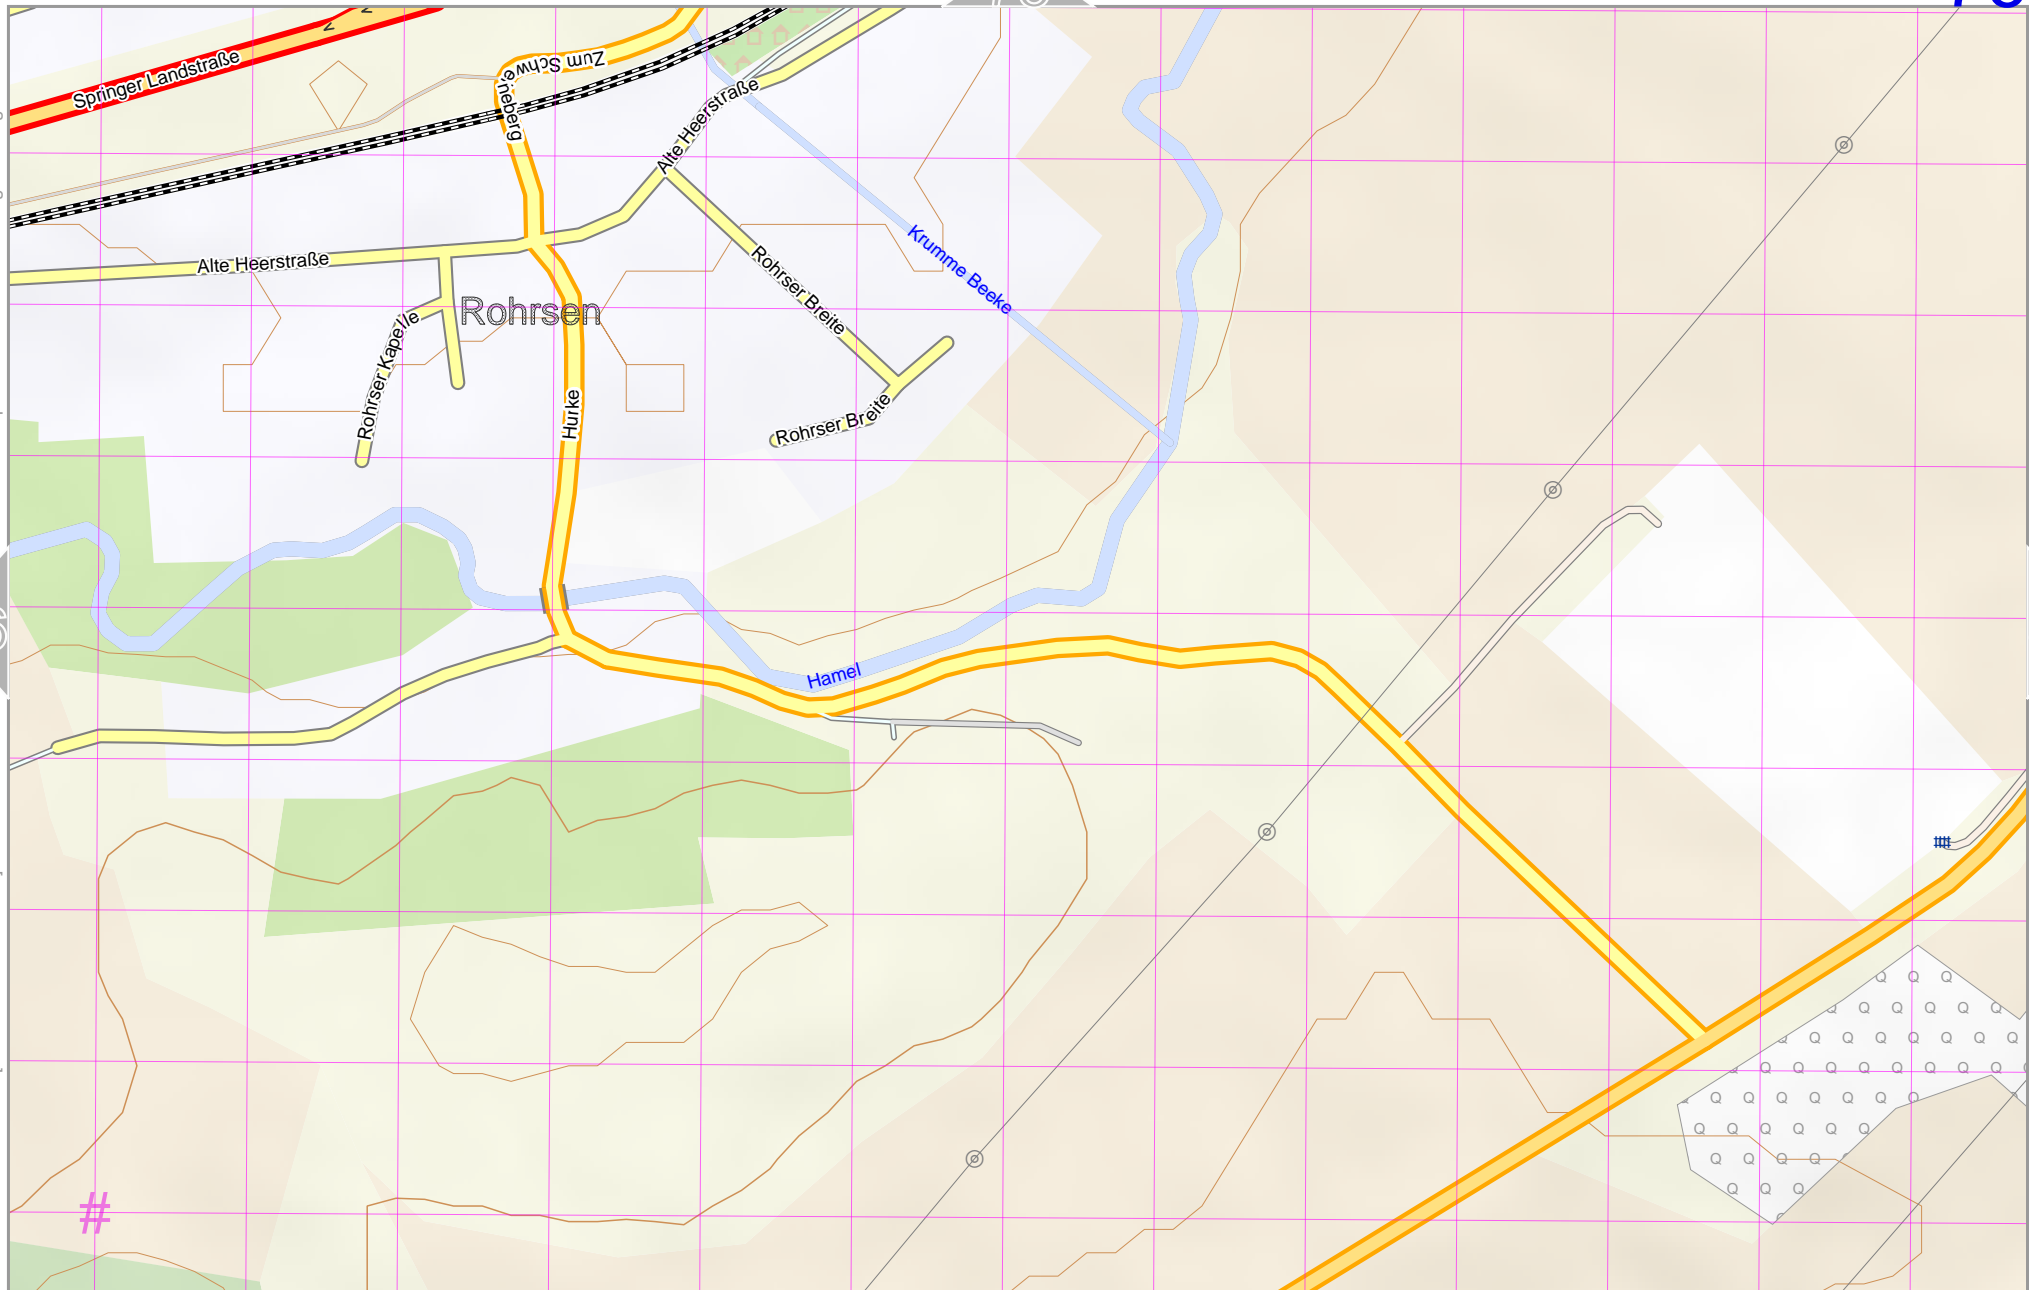 Springer Landstraße
Zum Schweineberg
Alte Heerstraße
Alte Heerstraße
Krumme Beeke
Rohrser Breite
Rohrsen
Rohrser Kapelle
Hurke
Rohrser Breite
Hamel
#